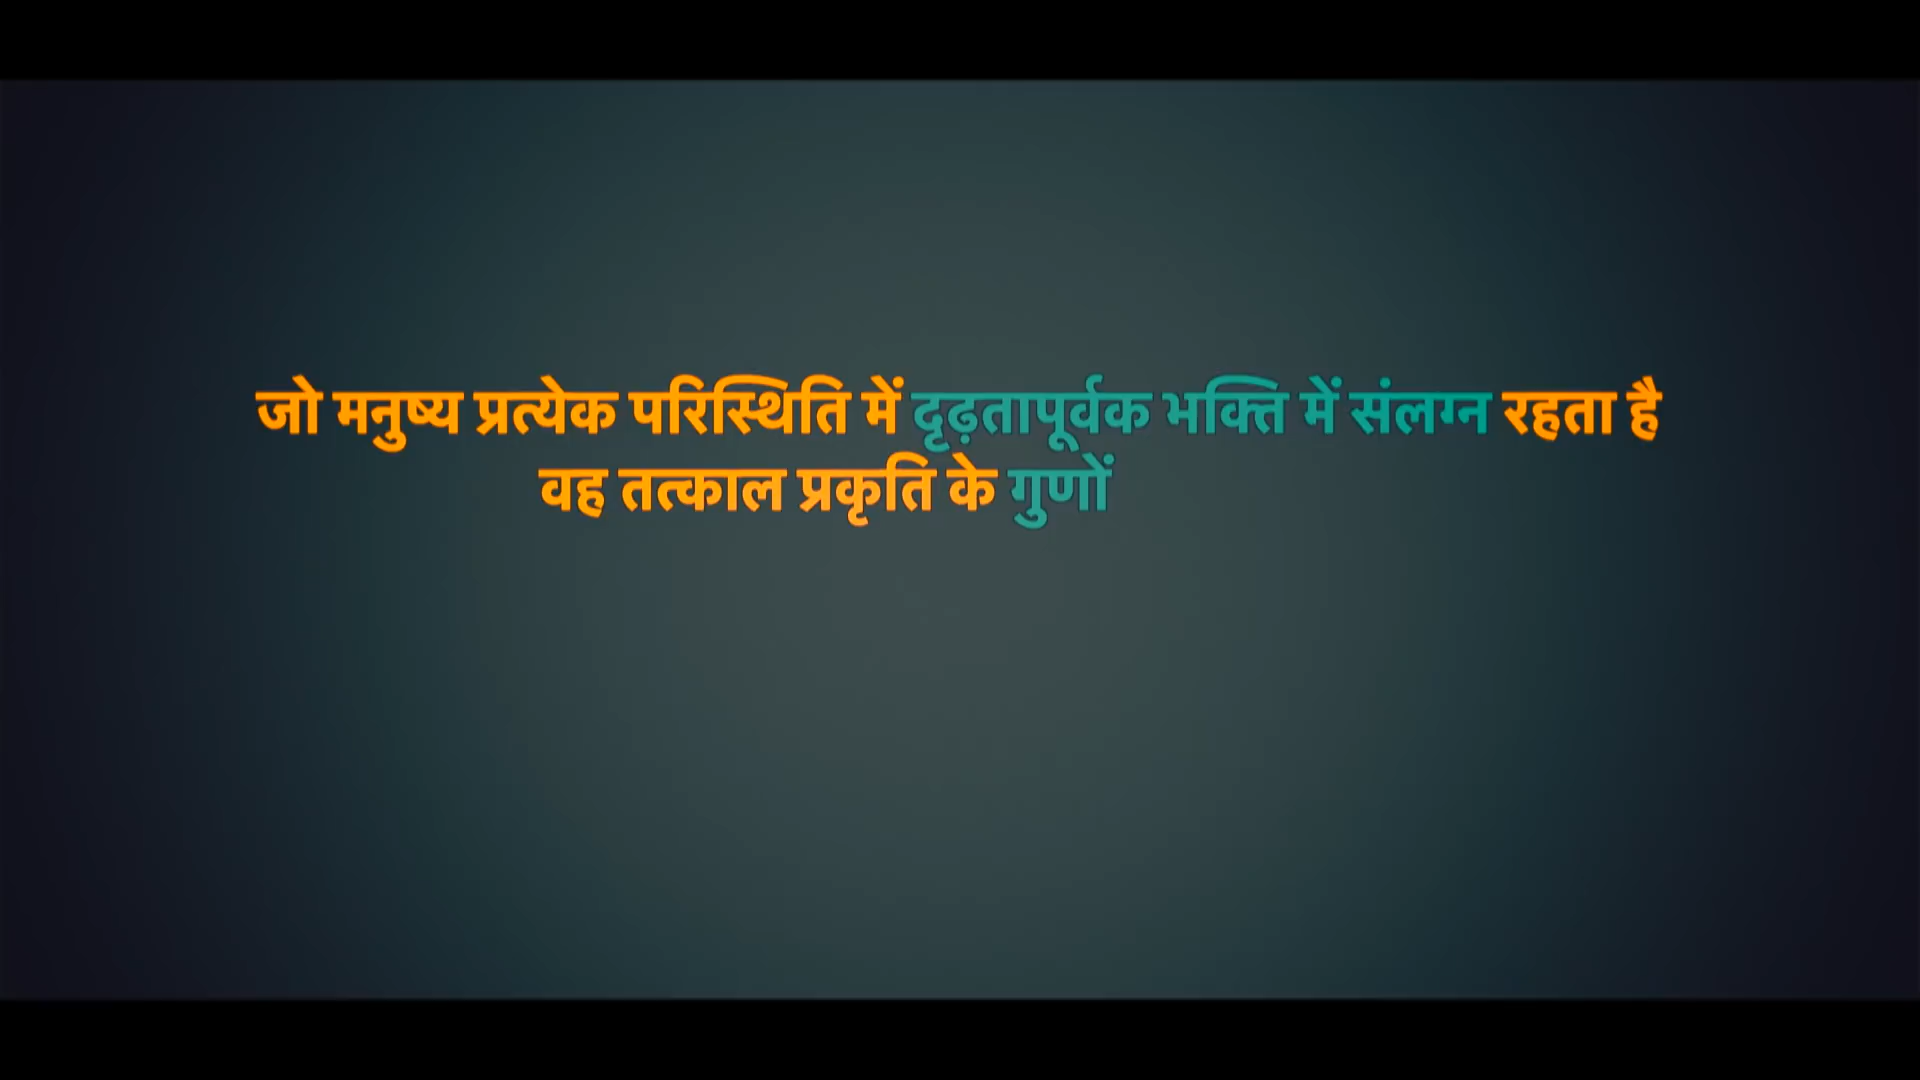 जो मनुष्य प्रत्येक परिस्थिति में दृढ़तापूर्वक भक्ति में संलग्न रहता है
वह तत्काल प्रकृति के गुणों